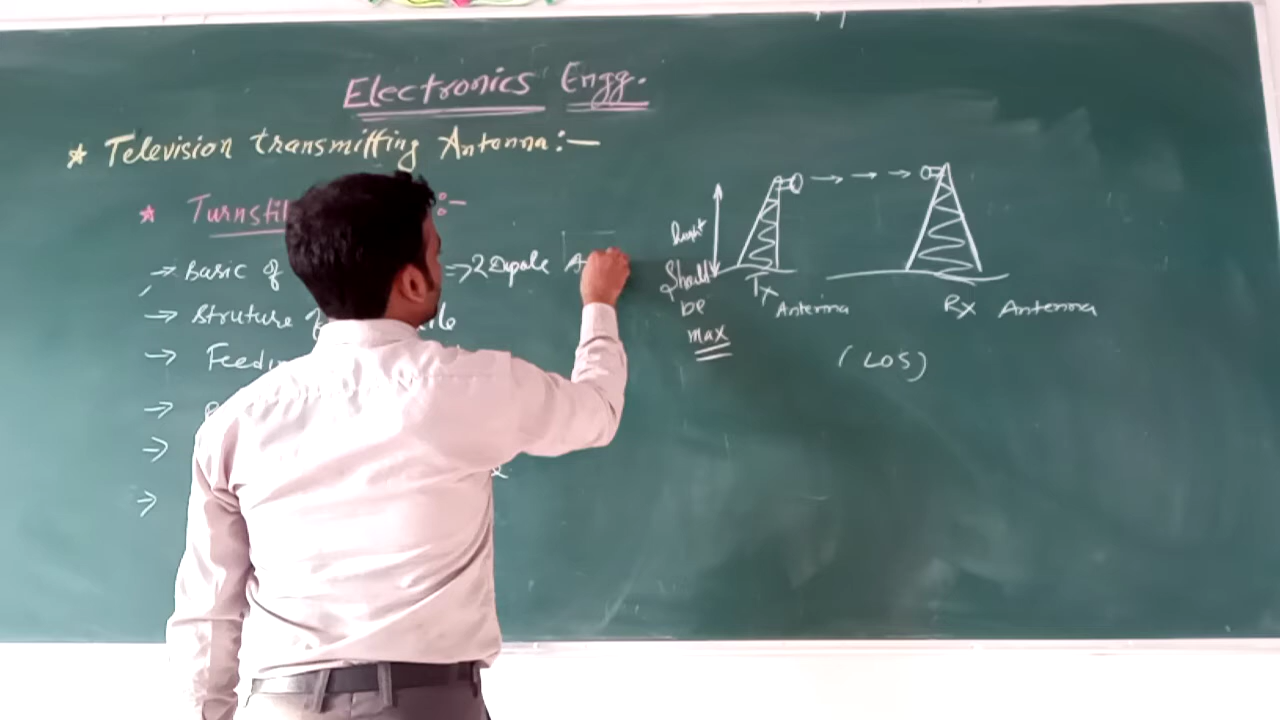 Electronics Engg.
* Television transmitting Antenna:-
* Turnstil :-
→ Basic of => 2 Dipole A
→ Struture
→ Feedin
hight
Should
be
max
Tx
Antenna
Rx Antenna
(LOS)